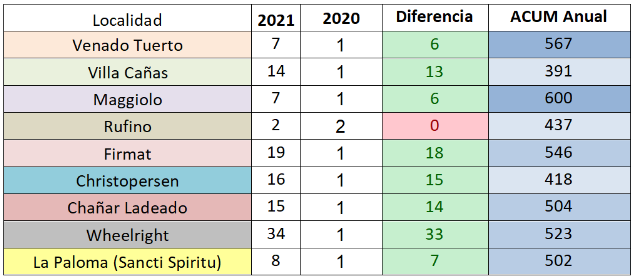 Localidad 2021 2020 Diferencia ACUM Anual
Venado Tuerto 7 1 6 567
Villa Cañas 14 1 13 391
Maggiolo 7 1 6 600
Rufino 2 2 0 437
Firmat 19 1 18 546
Christopersen 16 1 15 418
Chañar Ladeado 15 1 14 504
Wheelright 34 1 33 523
La Paloma (Sancti Spiritu) 8 1 7 502